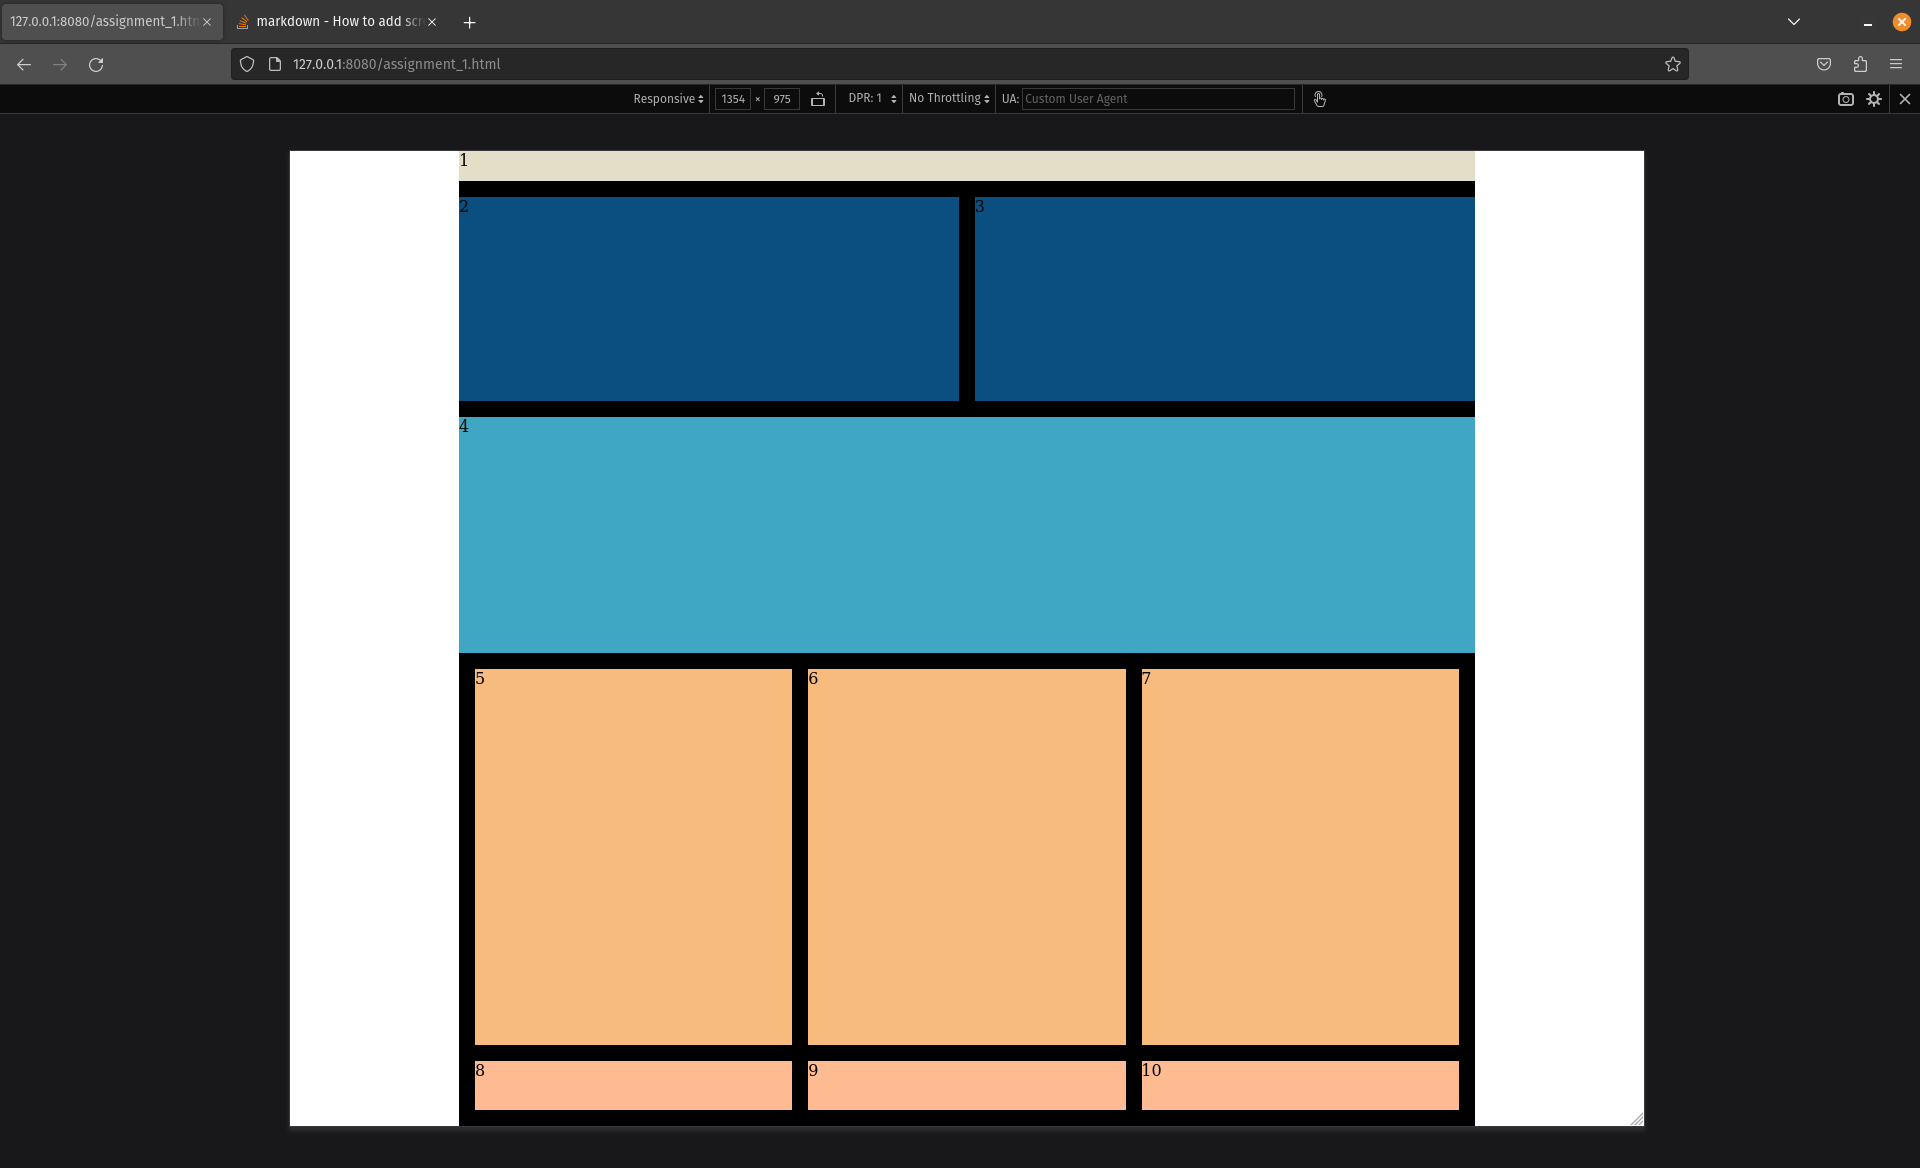 127.0.0.1:8080/assignment_1.htm
markdown - How to add scr
127.0.0.1:8080/assignment_1.html
Responsive 1354 × 975 DPR: 1 No Throttling UA: Custom User Agent
1
2 3
4
5 6 7
8 9 10